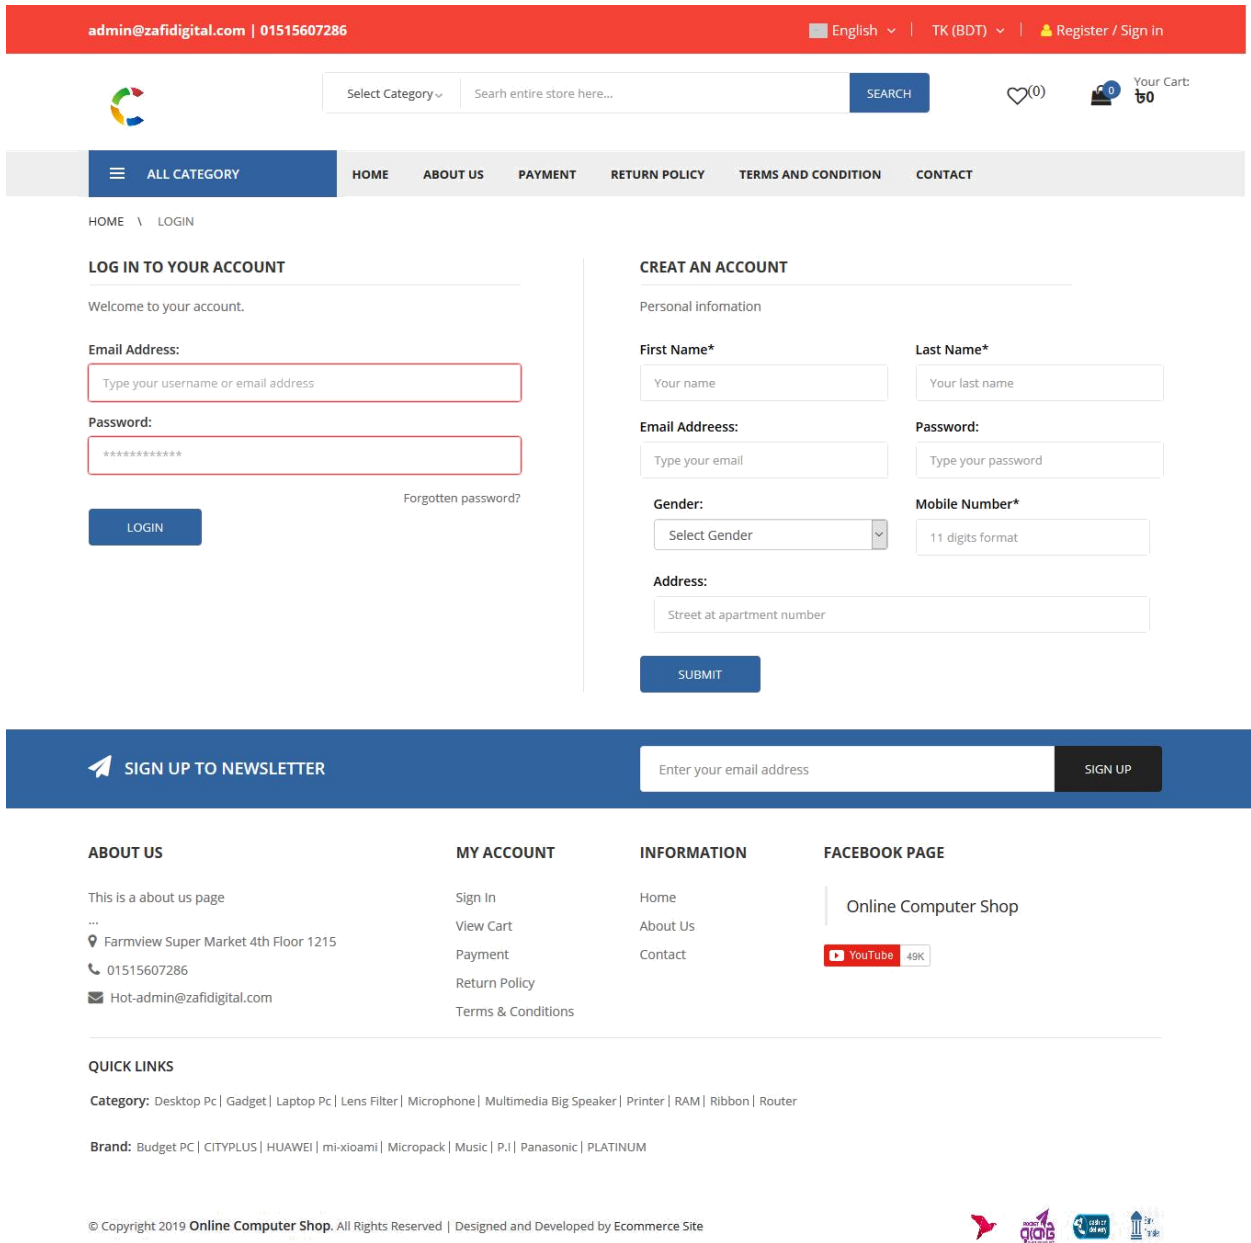 admin@zafidigital.com | 01515607286
English
TK (BDT)
Register / Sign in
Select Category
Searh entire store here...
SEARCH
(0)
0
Your Cart:
৳0
ALL CATEGORY
HOME
ABOUT US
PAYMENT
RETURN POLICY
TERMS AND CONDITION
CONTACT
HOME \ LOGIN
LOG IN TO YOUR ACCOUNT
Welcome to your account.
Email Address:
Type your username or email address
Password:
************
Forgotten password?
LOGIN
CREAT AN ACCOUNT
Personal infomation
First Name*
Last Name*
Your name
Your last name
Email Addreess:
Password:
Type your email
Type your password
Gender:
Mobile Number*
Select Gender
11 digits format
Address:
Street at apartment number
SUBMIT
SIGN UP TO NEWSLETTER
Enter your email address
SIGN UP
ABOUT US
This is a about us page
...
Farmview Super Market 4th Floor 1215
01515607286
Hot-admin@zafidigital.com
MY ACCOUNT
Sign In
View Cart
Payment
Return Policy
Terms & Conditions
INFORMATION
Home
About Us
Contact
FACEBOOK PAGE
Online Computer Shop
YouTube 49K
QUICK LINKS
Category: Desktop Pc | Gadget | Laptop Pc | Lens Filter | Microphone | Multimedia Big Speaker | Printer | RAM | Ribbon | Router
Brand: Budget PC | CITYPLUS | HUAWEI | mi-xioami | Micropack | Music | P.I | Panasonic | PLATINUM
© Copyright 2019 Online Computer Shop. All Rights Reserved | Designed and Developed by Ecommerce Site